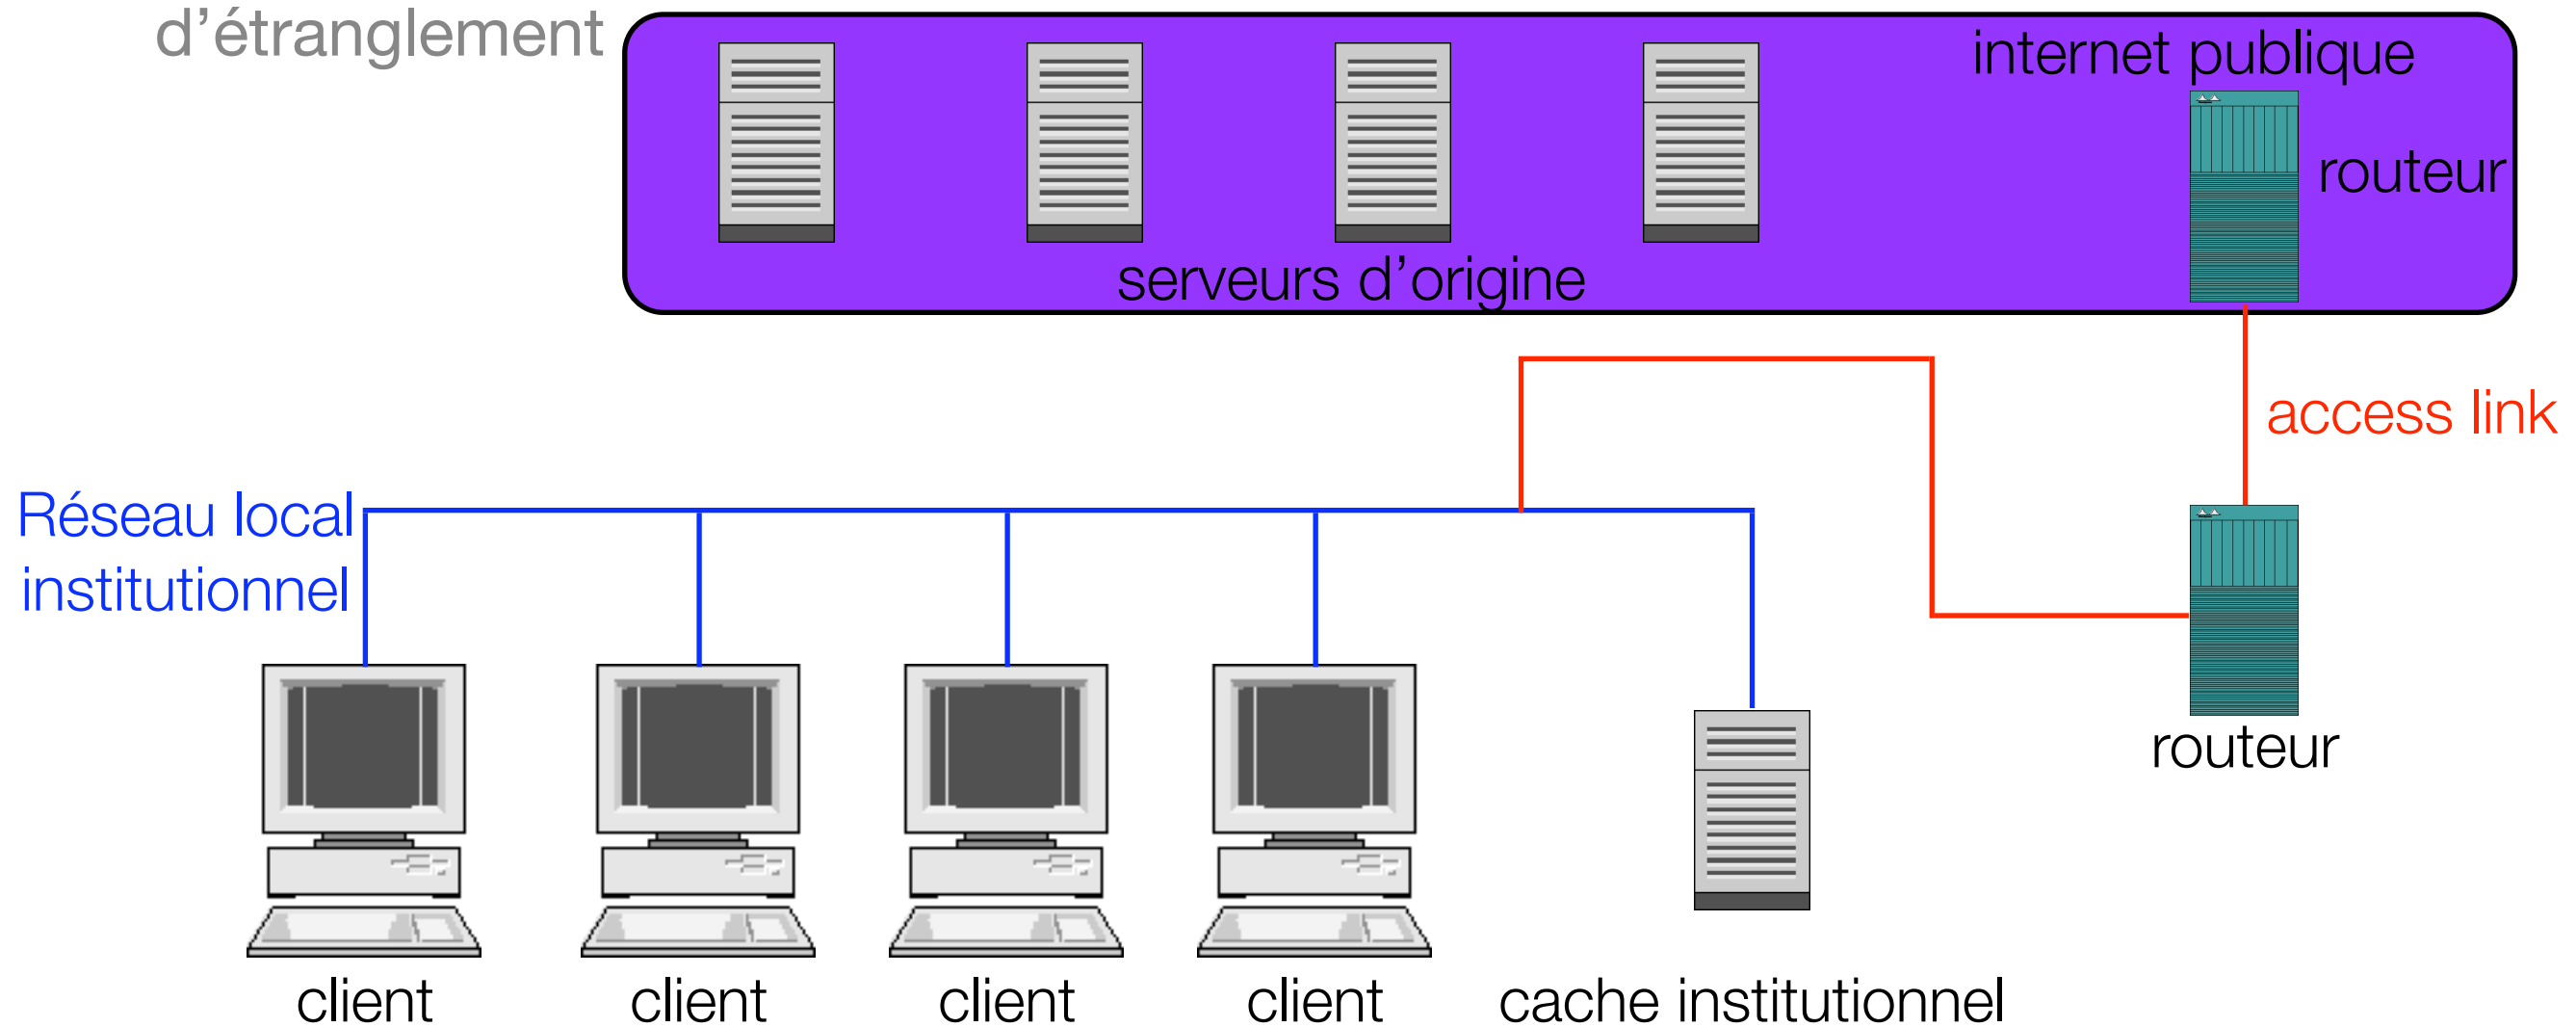 d’étranglement
internet publique
routeur
serveurs d’origine
access link
Réseau local
institutionnel
routeur
client
client
client
client
cache institutionnel